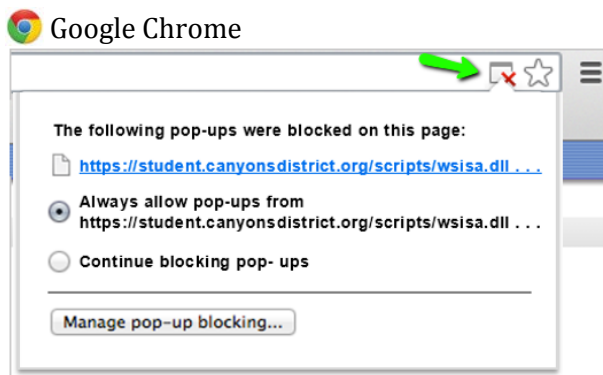 Google Chrome
The following pop-ups were blocked on this page:
https://student.canyonsdistrict.org/scripts/wsisa.dll . . .
Always allow pop-ups from
https://student.canyonsdistrict.org/scripts/wsisa.dll . . .
Continue blocking pop- ups
Manage pop-up blocking...